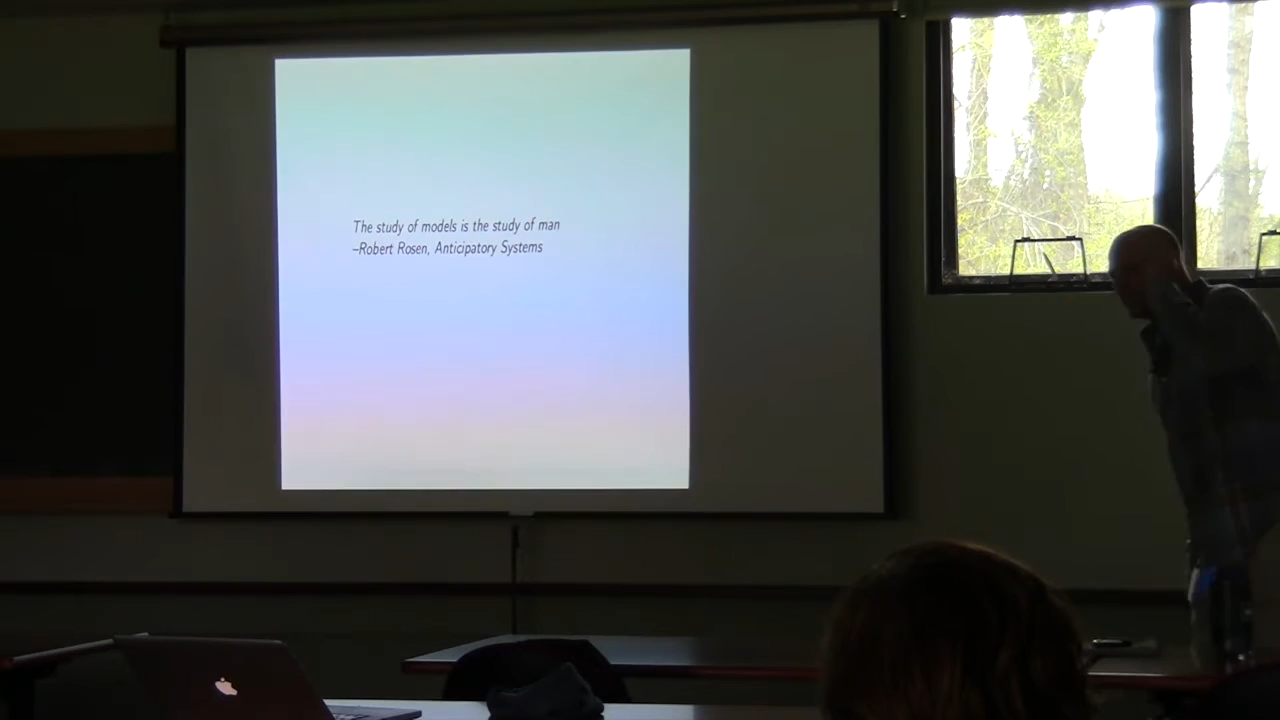 The study of models is the study of man
–Robert Rosen, Anticipatory Systems